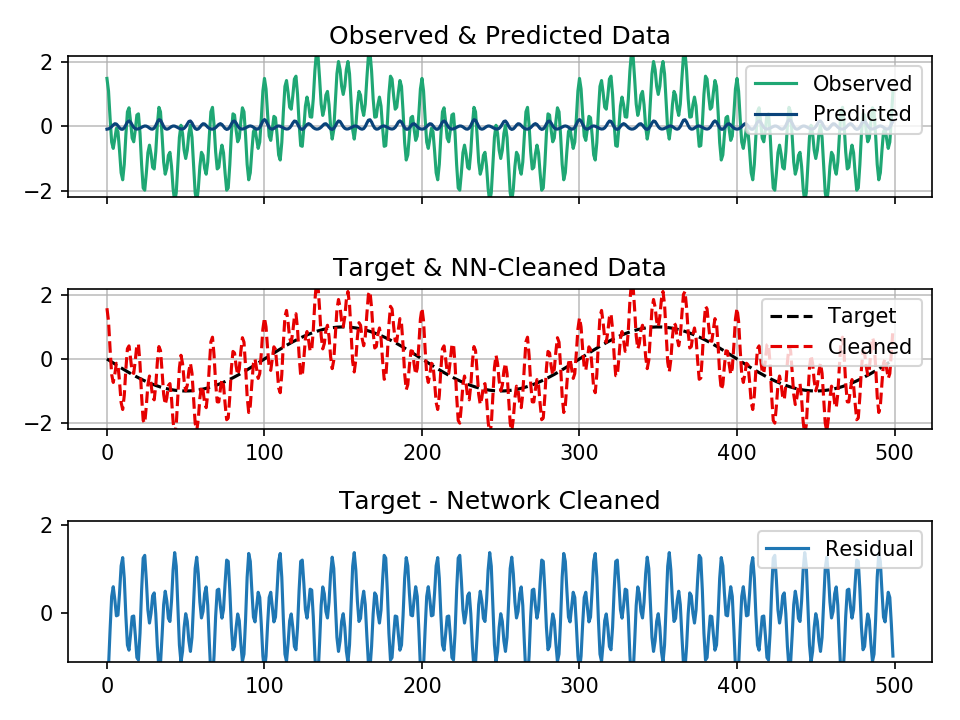 Observed & Predicted Data
2
0
−2
Observed
Predicted
Target & NN-Cleaned Data
2
0
−2
Target
Cleaned
0 100 200 300 400 500
Target - Network Cleaned
2
0
Residual
0 100 200 300 400 500